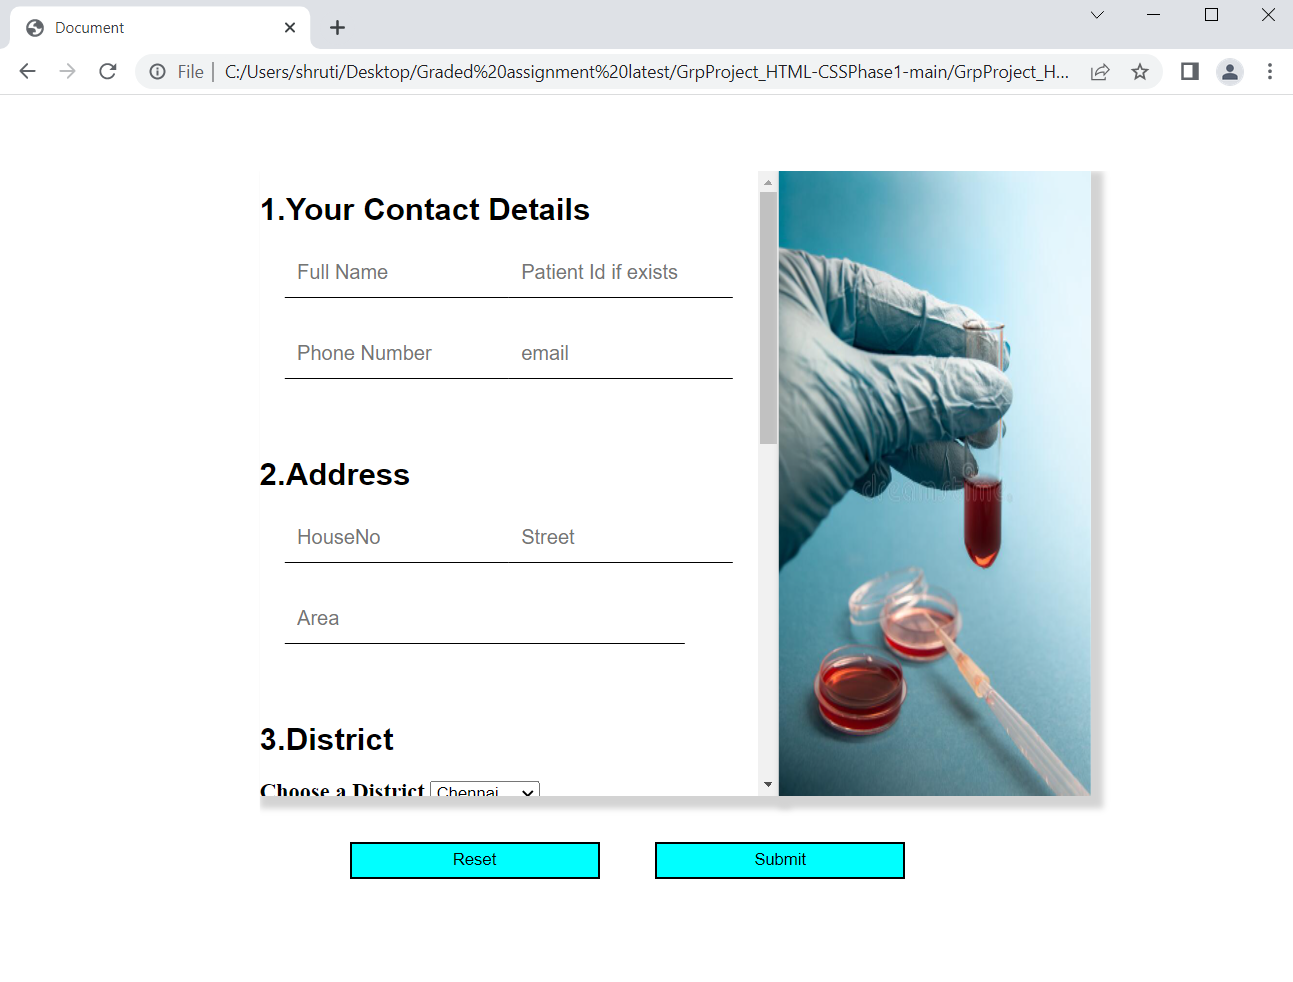 Document
File | C:/Users/shruti/Desktop/Graded%20assignment%20latest/GrpProject_HTML-CSSPhase1-main/GrpProject_H...
1.Your Contact Details
Full Name Patient Id if exists
Phone Number email
2.Address
HouseNo Street
Area
3.District
Choose a District Chennai
dreamstime.
Reset Submit